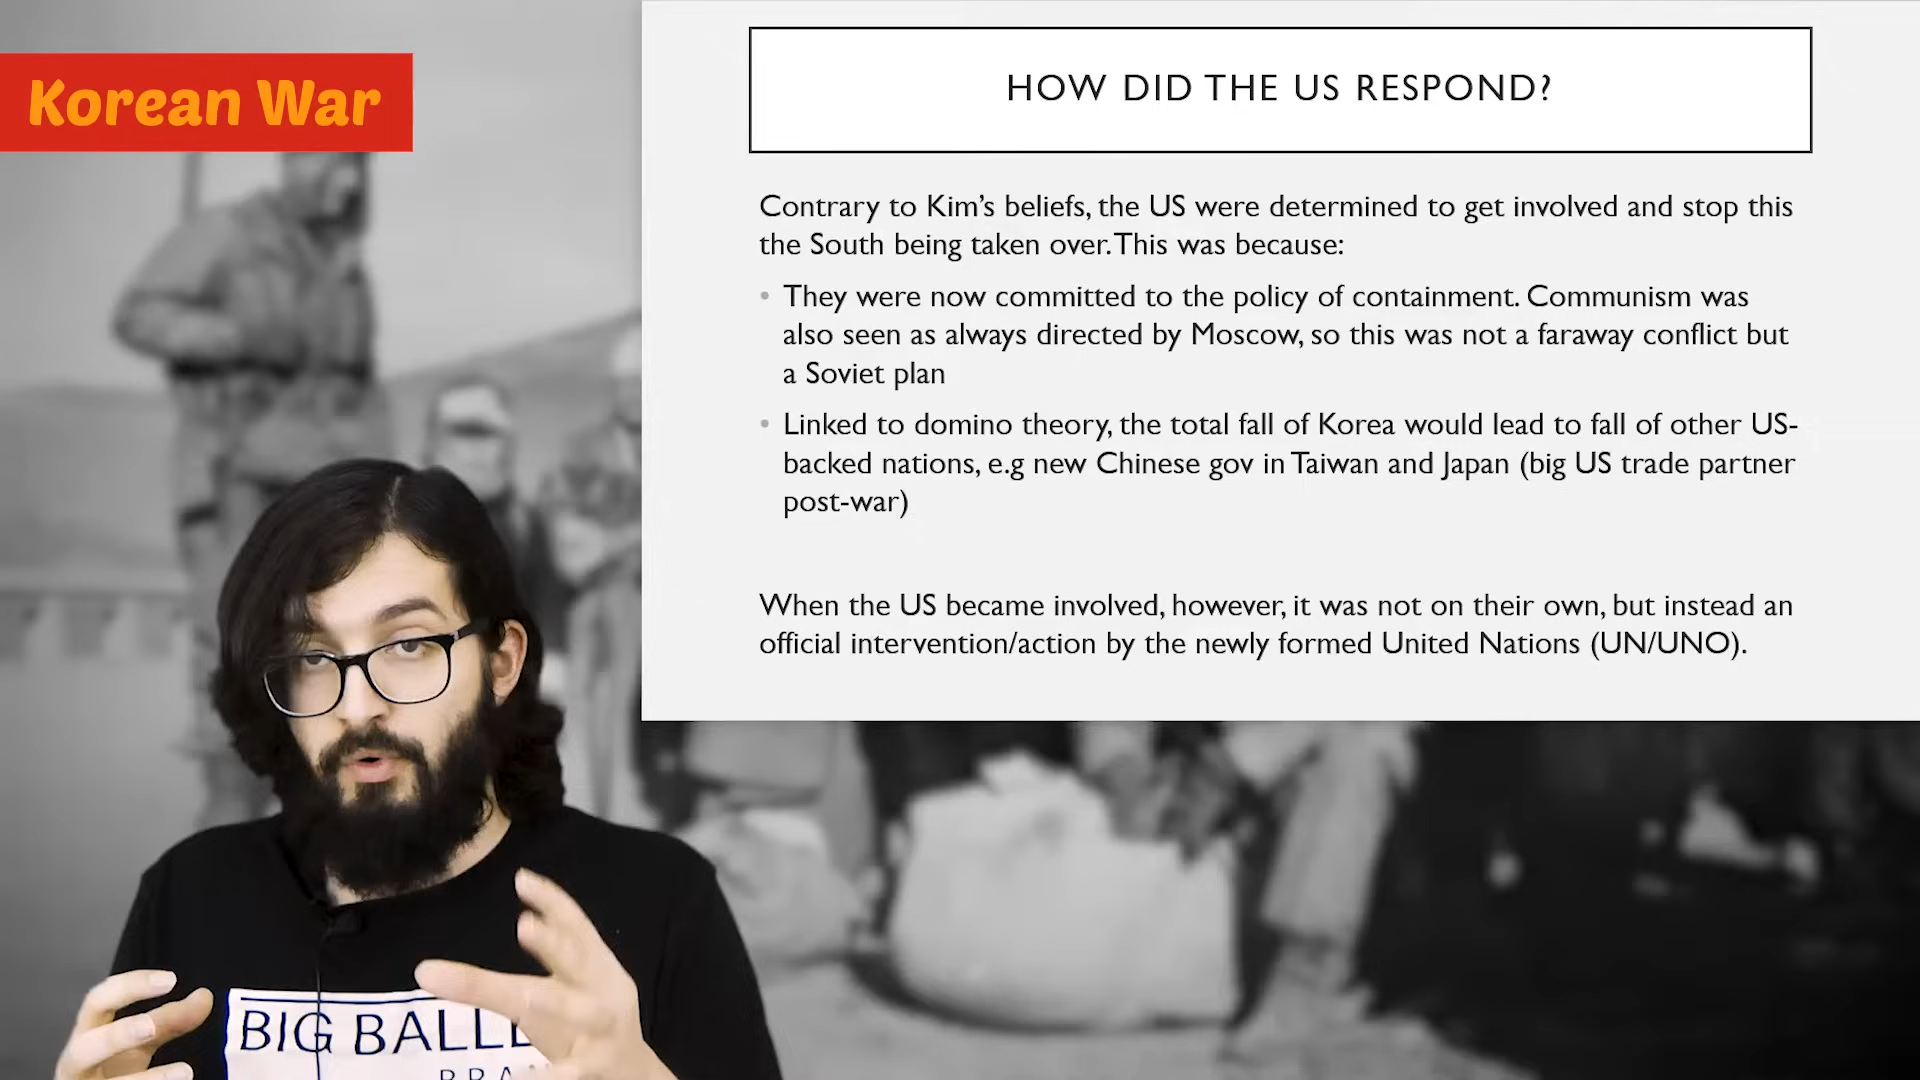 Korean War
HOW DID THE US RESPOND?
Contrary to Kim's beliefs, the US were determined to get involved and stop this
the South being taken over. This was because:
• They were now committed to the policy of containment. Communism was
also seen as always directed by Moscow, so this was not a faraway conflict but
a Soviet plan
• Linked to domino theory, the total fall of Korea would lead to fall of other US-
backed nations, e.g new Chinese gov in Taiwan and Japan (big US trade partner
post-war)
When the US became involved, however, it was not on their own, but instead an
official intervention/action by the newly formed United Nations (UN/UNO).
BIG BALLE